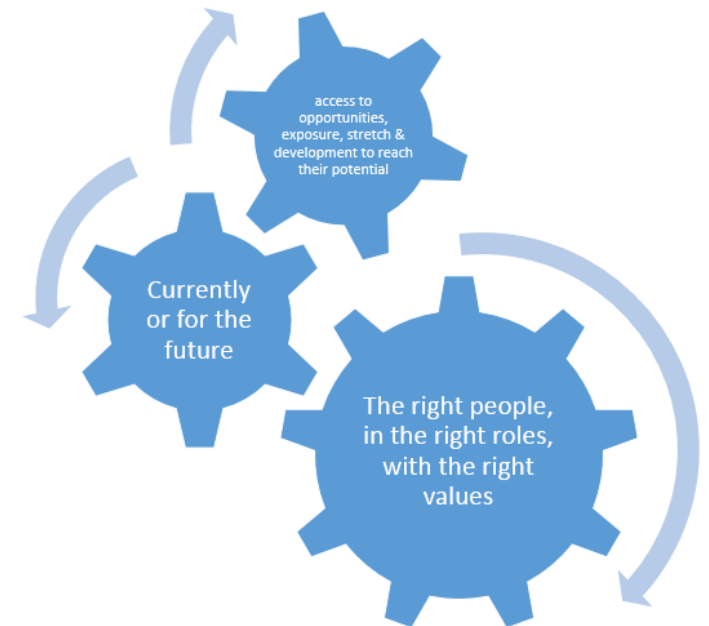 access to
opportunities,
exposure, stretch &
development to reach
their potential
Currently
or for the
future
The right people,
in the right roles,
with the right
values